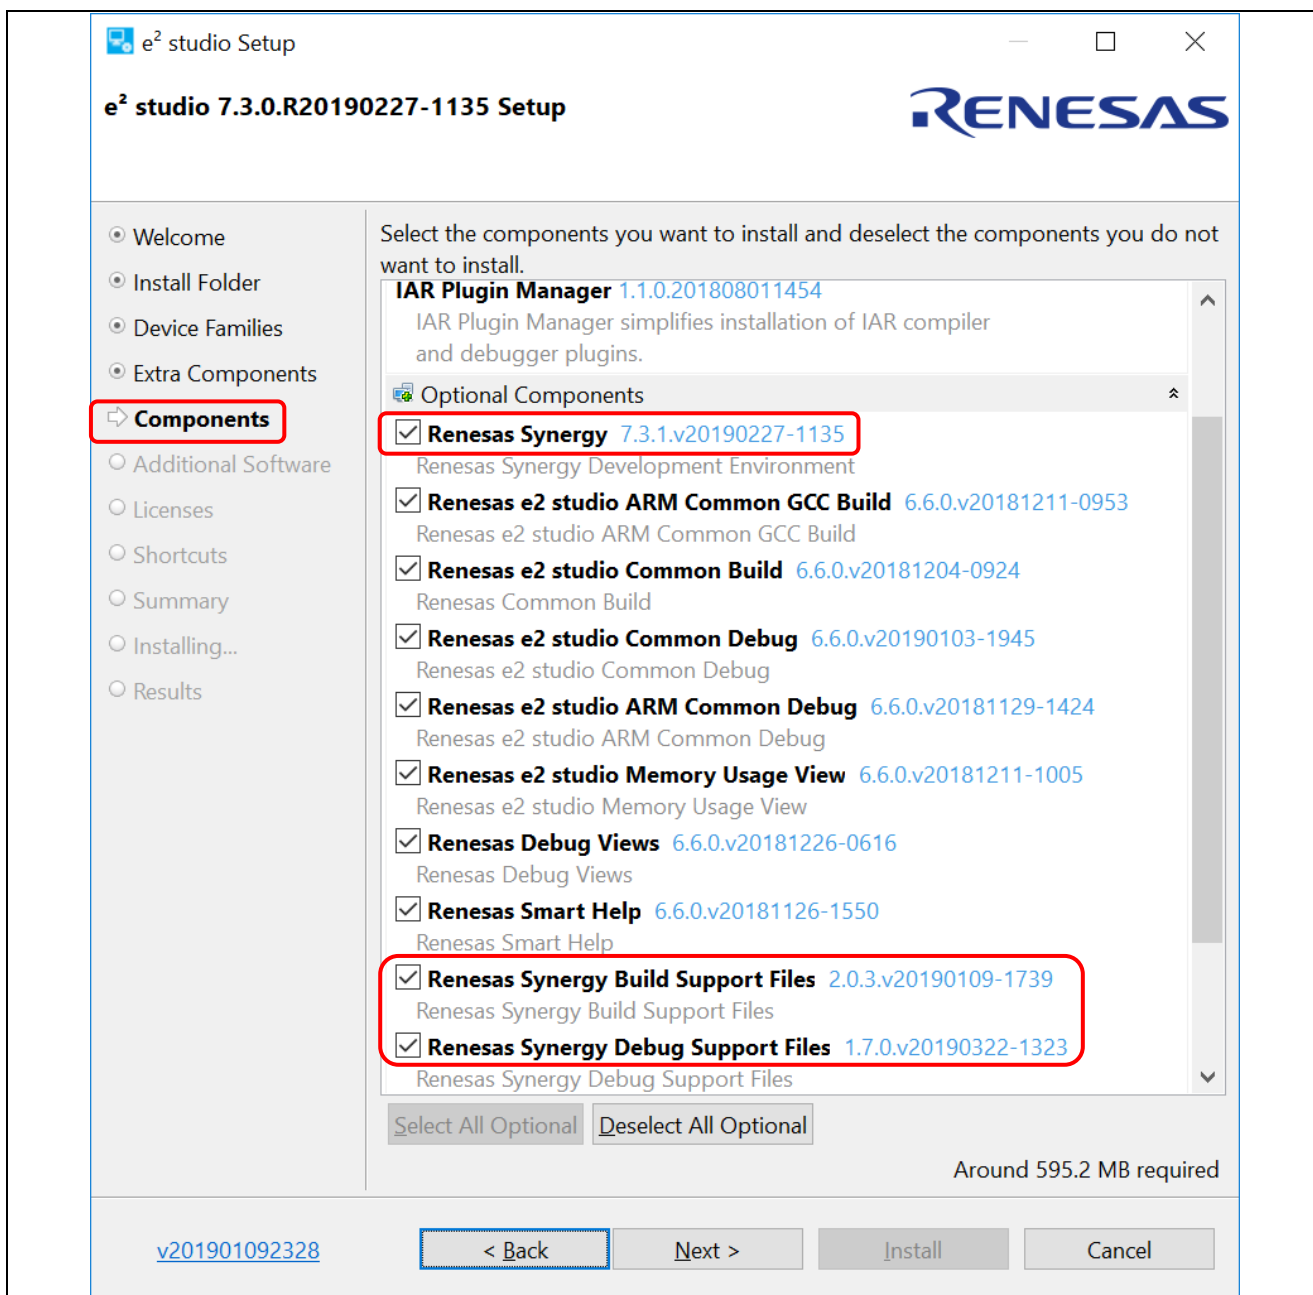 e² studio Setup
e² studio 7.3.0.R20190227-1135 Setup
RENESAS
Welcome
Install Folder
Device Families
Extra Components
Components
Additional Software
Licenses
Shortcuts
Summary
Installing...
Results
Select the components you want to install and deselect the components you do not
want to install.
IAR Plugin Manager 1.1.0.201808011454
IAR Plugin Manager simplifies installation of IAR compiler
and debugger plugins.
Optional Components
Renesas Synergy 7.3.1.v20190227-1135
Renesas Synergy Development Environment
Renesas e2 studio ARM Common GCC Build 6.6.0.v20181211-0953
Renesas e2 studio ARM Common GCC Build
Renesas e2 studio Common Build 6.6.0.v20181204-0924
Renesas Common Build
Renesas e2 studio Common Debug 6.6.0.v20190103-1945
Renesas e2 studio Common Debug
Renesas e2 studio ARM Common Debug 6.6.0.v20181129-1424
Renesas e2 studio ARM Common Debug
Renesas e2 studio Memory Usage View 6.6.0.v20181211-1005
Renesas e2 studio Memory Usage View
Renesas Debug Views 6.6.0.v20181226-0616
Renesas Debug Views
Renesas Smart Help 6.6.0.v20181126-1550
Renesas Smart Help
Renesas Synergy Build Support Files 2.0.3.v20190109-1739
Renesas Synergy Build Support Files
Renesas Synergy Debug Support Files 1.7.0.v20190322-1323
Renesas Synergy Debug Support Files
Select All Optional Deselect All Optional
Around 595.2 MB required
v201901092328 < Back Next > Install Cancel